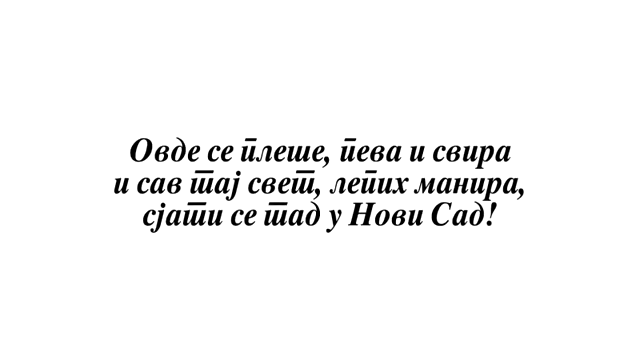 Овде се плеше, пева и свира
и сав тај свет, лепих манира,
сјати се тад у Нови Сад!